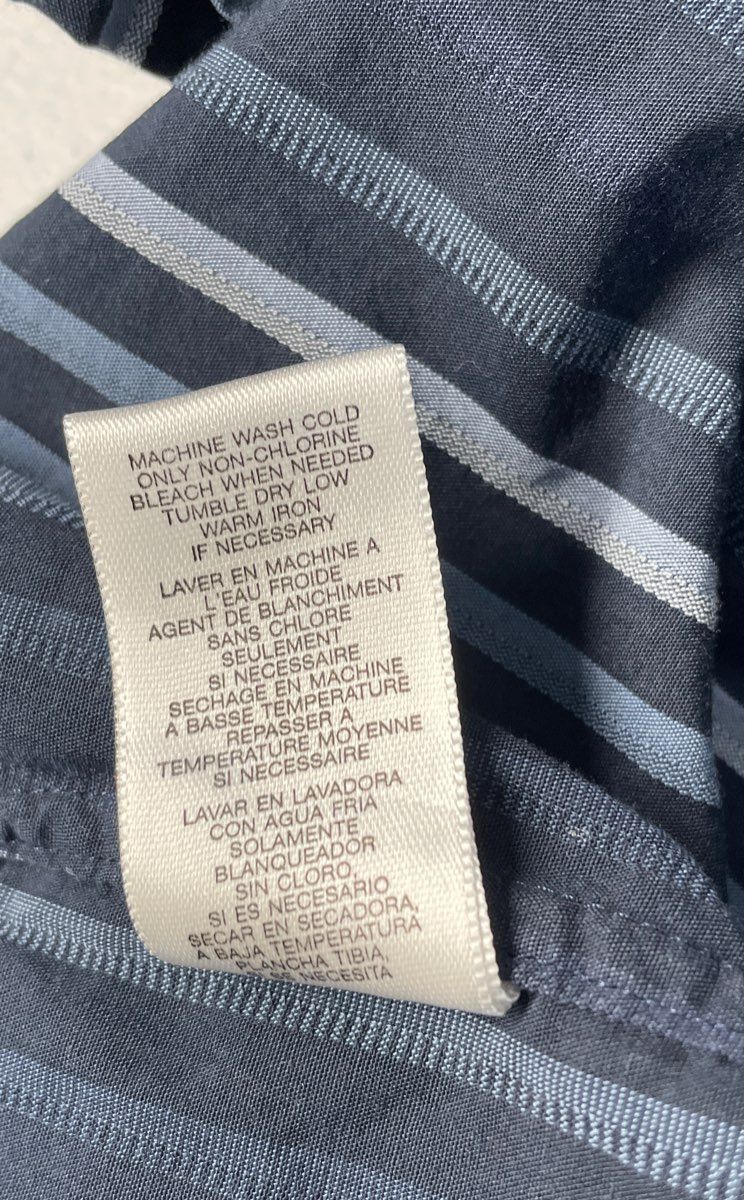 MACHINE WASH COLD
ONLY NON-CHLORINE
BLEACH WHEN NEEDED
TUMBLE DRY LOW
WARM IRON
IF NECESSARY
LAVER EN MACHINE A
L'EAU FROIDE
AGENT DE BLANCHIMENT
SANS CHLORE
SEULEMENT
SI NECESSAIRE
SECHAGE EN MACHINE
A BASSE TEMPERATURE
REPASSER A
TEMPERATURE MOYENNE
SI NECESSAIRE
LAVAR EN LAVADORA
CON AGUA FRIA
SOLAMENTE
BLANQUEADOR
SIN CLORO,
SI ES NECESARIO
SECAR EN SECADORA,
A BAJA TEMPERATURA
PLANCHA TIBIA,
SE NECESITA